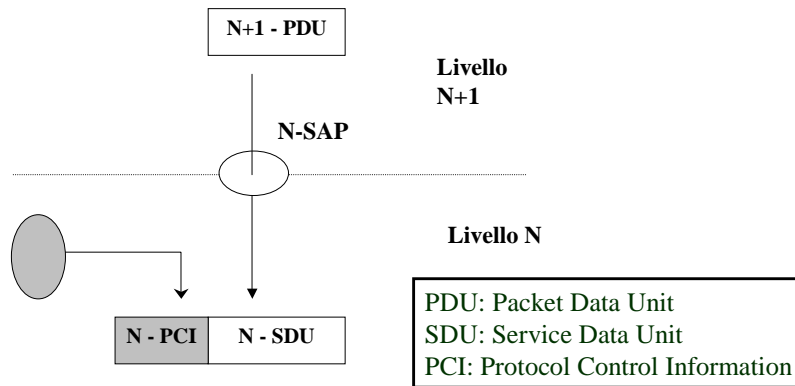 N+1 - PDU
Livello
N+1
N-SAP
Livello N
N - PCI
N - SDU
PDU: Packet Data Unit
SDU: Service Data Unit
PCI: Protocol Control Information